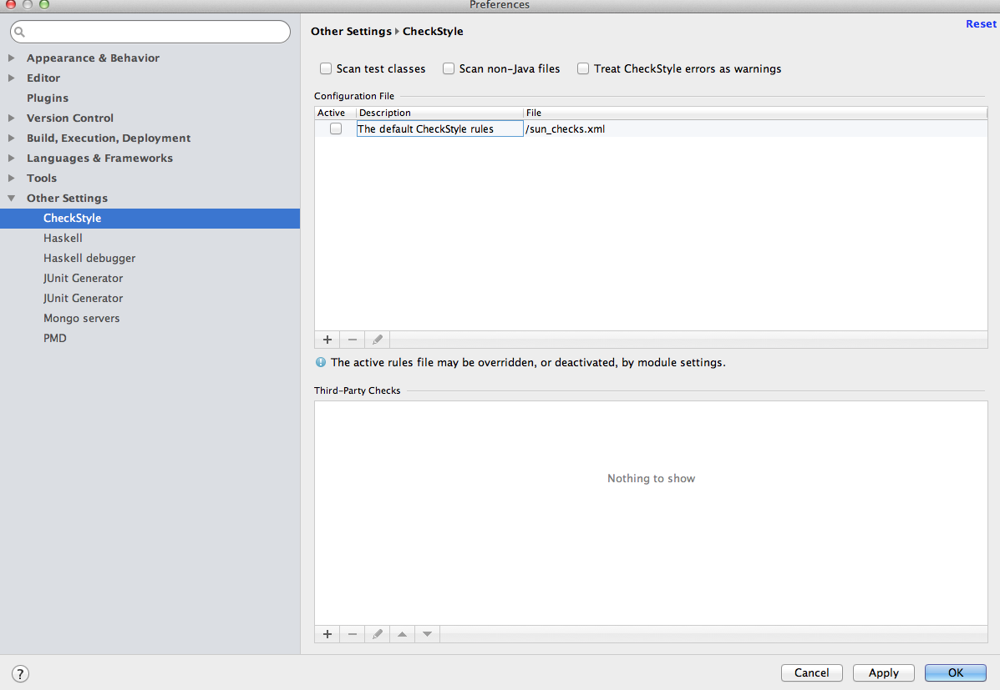 Preferences
Reset
Other Settings ▸ CheckStyle
Appearance & Behavior
Editor
Plugins
Version Control
Build, Execution, Deployment
Languages & Frameworks
Tools
Other Settings
CheckStyle
Haskell
Haskell debugger
JUnit Generator
JUnit Generator
Mongo servers
PMD
Scan test classes Scan non-Java files Treat CheckStyle errors as warnings
Configuration File
Active Description File
The default CheckStyle rules /sun_checks.xml
The active rules file may be overridden, or deactivated, by module settings.
Third-Party Checks
Nothing to show
? Cancel Apply OK